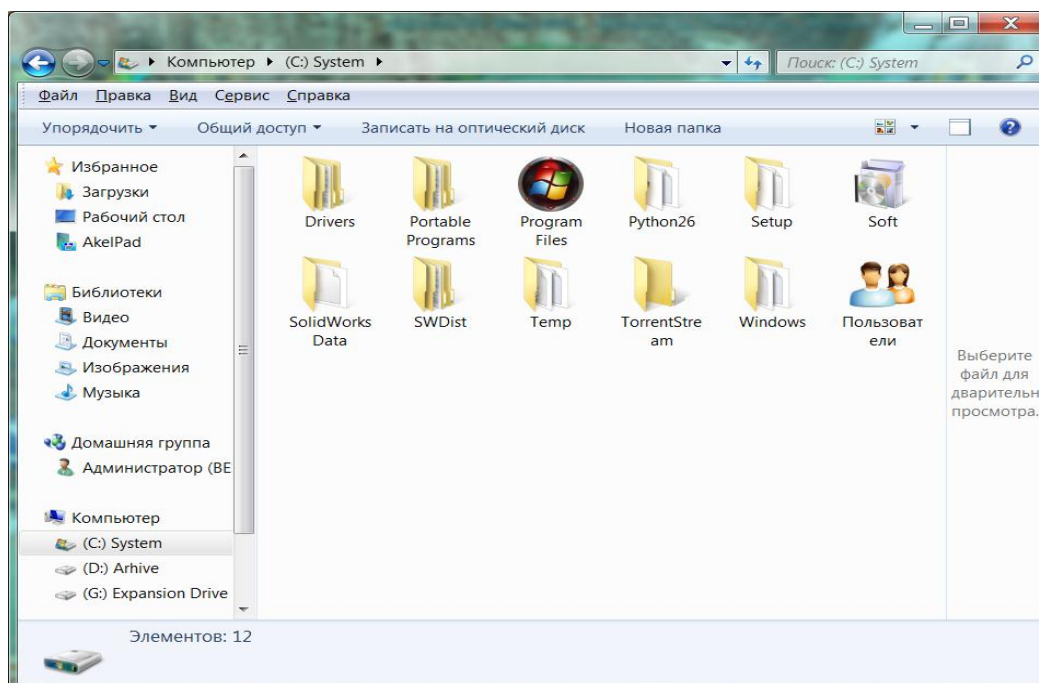 Компьютер (C:) System
Поиск: (C:) System
Файл Правка Вид Сервис Справка
Упорядочить Общий доступ Записать на оптический диск Новая папка
Избранное
Загрузки
Рабочий стол
AkelPad
Библиотеки
Видео
Документы
Изображения
Музыка
Домашняя группа
Администратор (BE
Компьютер
(C:) System
(D:) Arhive
(G:) Expansion Drive
Drivers
Portable
Programs
Program
Files
Python26
Setup
Soft
SolidWorks
Data
SWDist
Temp
TorrentStre
am
Windows
Пользоват
ели
Выберите
файл для
дварительн
просмотра.
Элементов: 12